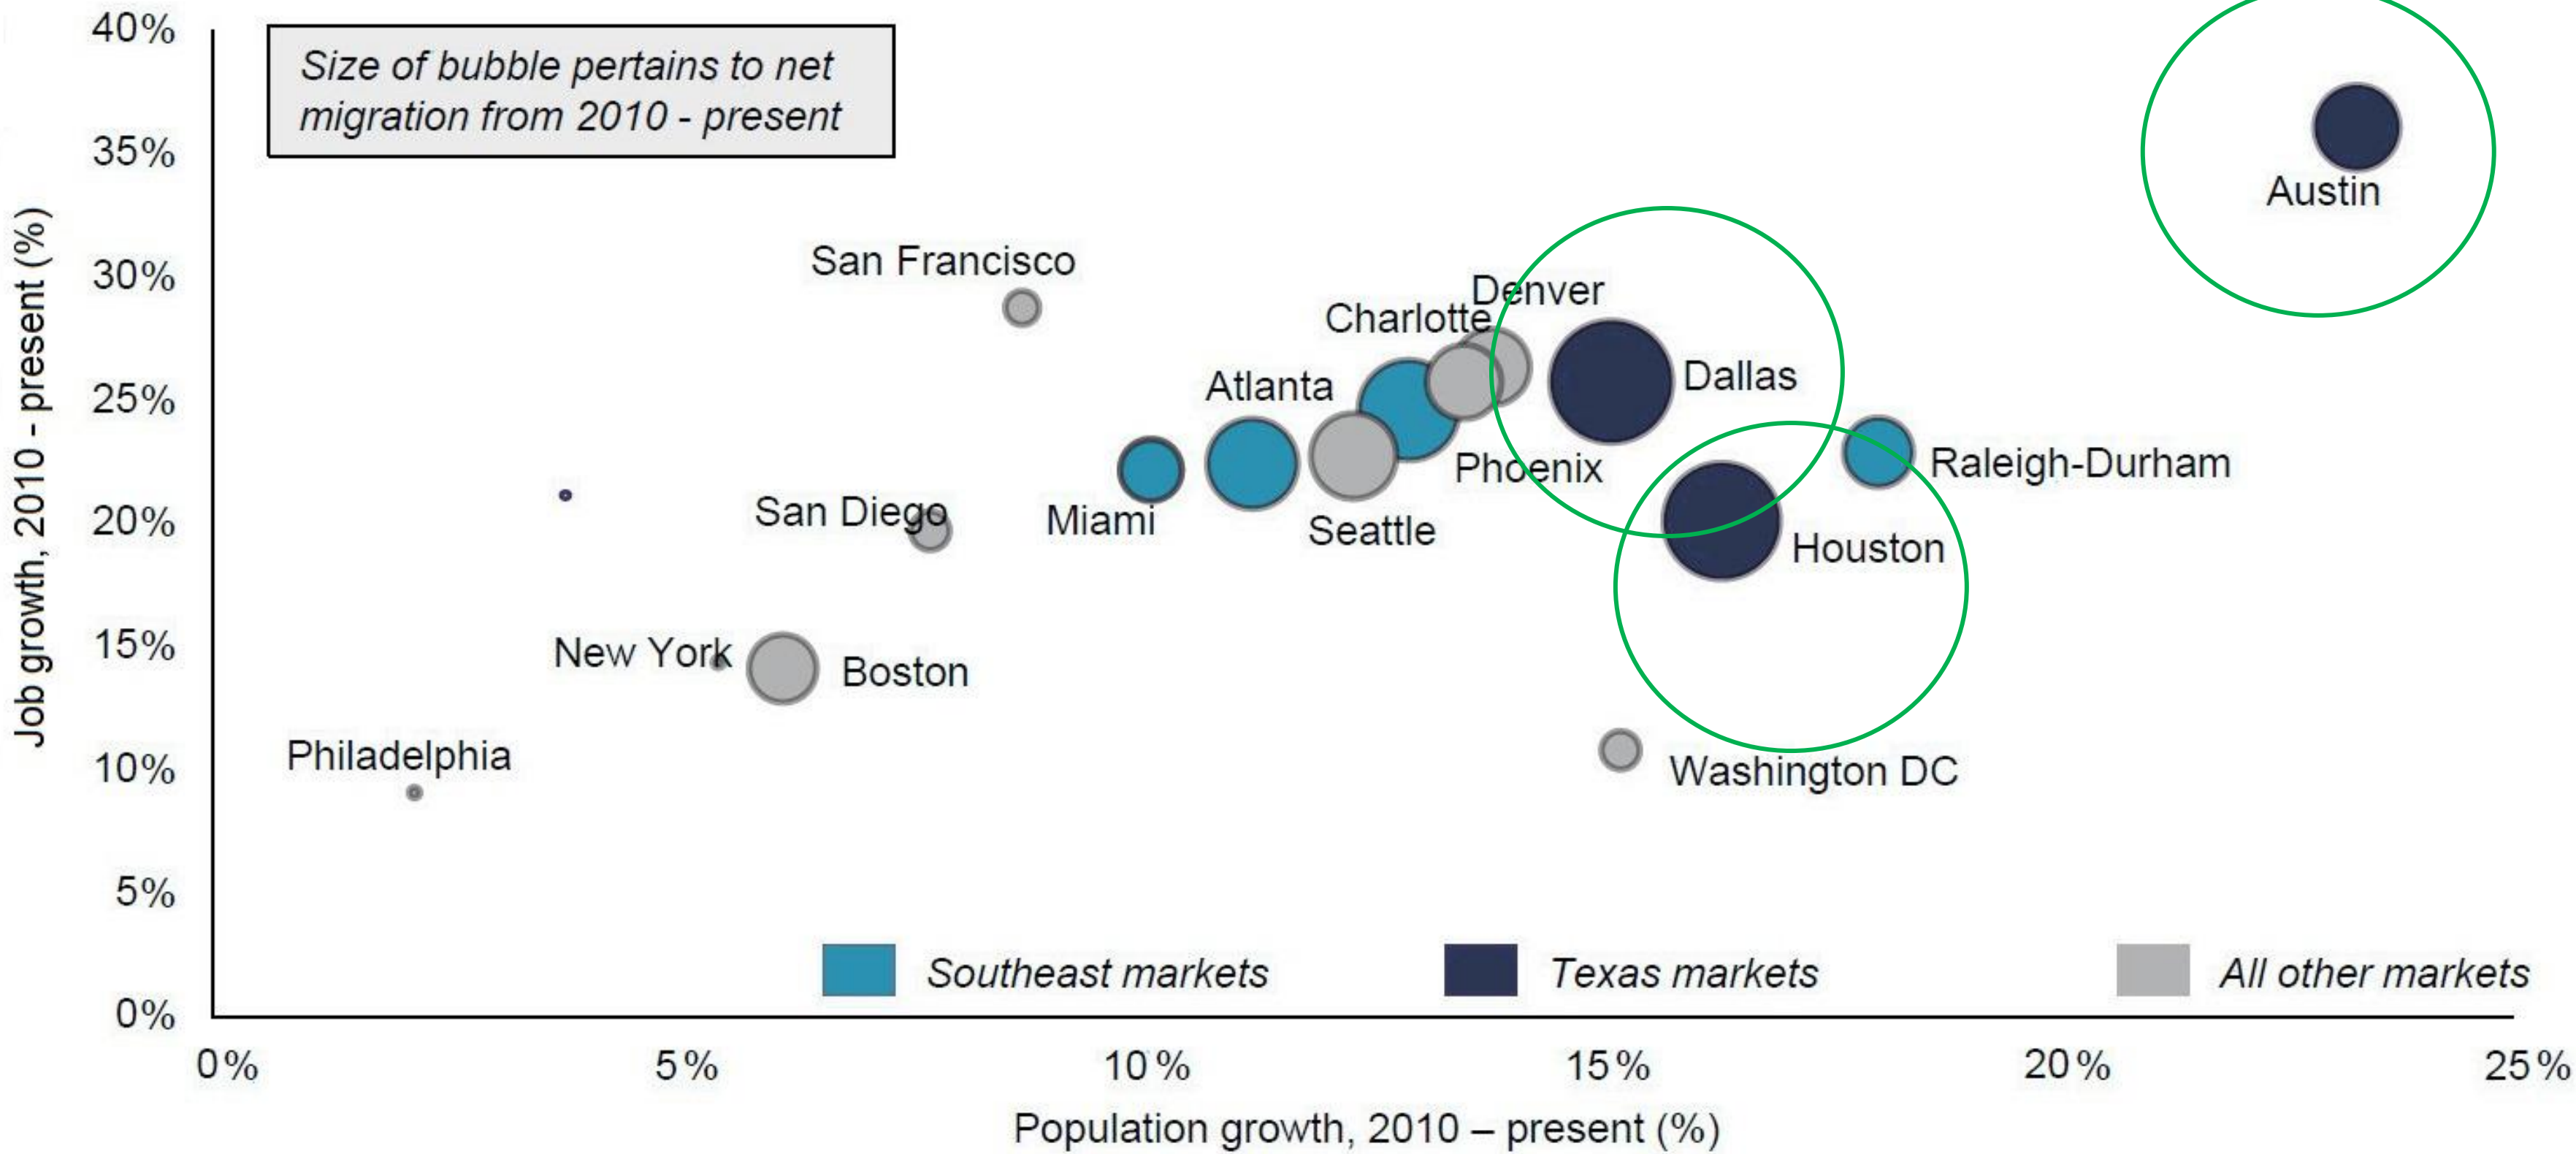 40%
Size of bubble pertains to net
migration from 2010 - present
35%
Austin
San Francisco
30%
Denver
Charlotte
Dallas
Atlanta
25%
Phoenix
Raleigh-Durham
San Diego
Miami
20%
Seattle
Houston
New York
15%
Boston
Philadelphia
10%
Washington DC
5%
Southeast markets
Texas markets
All other markets
0%
Job growth, 2010 - present (%)
0%
5%
10%
15%
20%
25%
Population growth, 2010 – present (%)